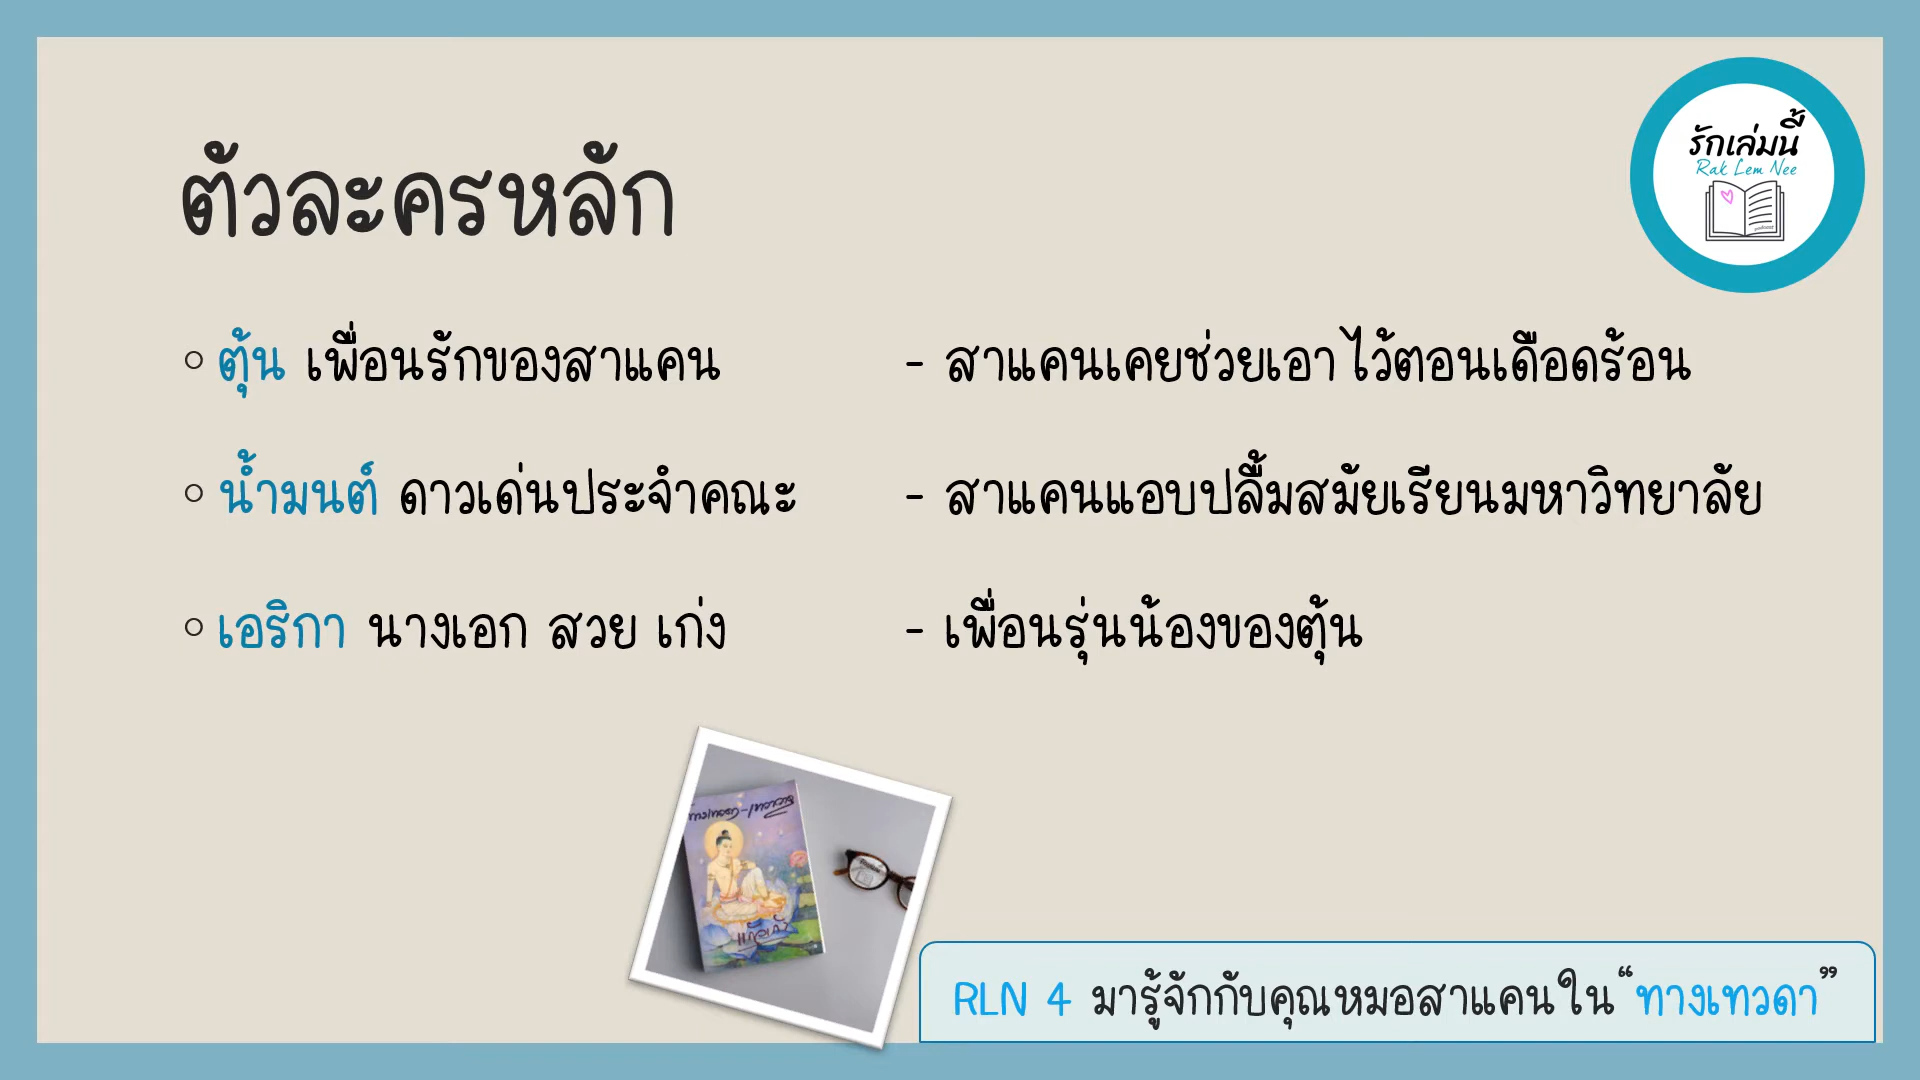 รักเล่มนี้
Rak Lem Nee
podcast
ตัวละครหลัก
ตุ้น เพื่อนรักของสาแคน - สาแคนเคยช่วยเอาไว้ตอนเดือดร้อน
น้ำมนต์ ดาวเด่นประจำคณะ - สาแคนแอบปลื้มสมัยเรียนมหาวิทยาลัย
เอริกา นางเอก สวย เก่ง - เพื่อนรุ่นน้องของตุ้น
แก้วเก้า
RLN 4 มารู้จักกับคุณหมอสาแคนใน “ทางเทวดา”